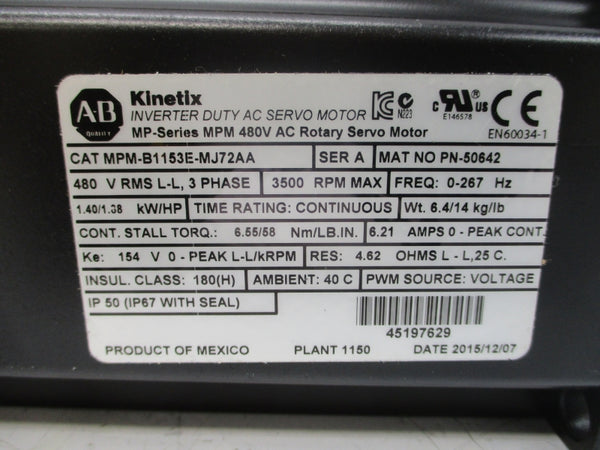 AB
QUALITY
Kinetix
INVERTER DUTY AC SERVO MOTOR
MP-Series MPM 480V AC Rotary Servo Motor
N223
C UL US
E146578
CE
EN60034-1
CAT MPM-B1153E-MJ72AA SER A MAT NO PN-50642
480 V RMS L-L, 3 PHASE 3500 RPM MAX FREQ: 0-267 Hz
1.40/1.88 kW/HP TIME RATING: CONTINUOUS Wt. 6.4/14 kg/lb
CONT. STALL TORQ.: 6.55/58 Nm/LB.IN. 6.21 AMPS 0 - PEAK CONT.
Ke: 154 V 0 - PEAK L-L/kRPM RES: 4.62 OHMS L - L,25 C.
INSUL. CLASS: 180(H) AMBIENT: 40 C PWM SOURCE: VOLTAGE
IP 50 (IP67 WITH SEAL)
45197629
PRODUCT OF MEXICO PLANT 1150 DATE 2015/12/07